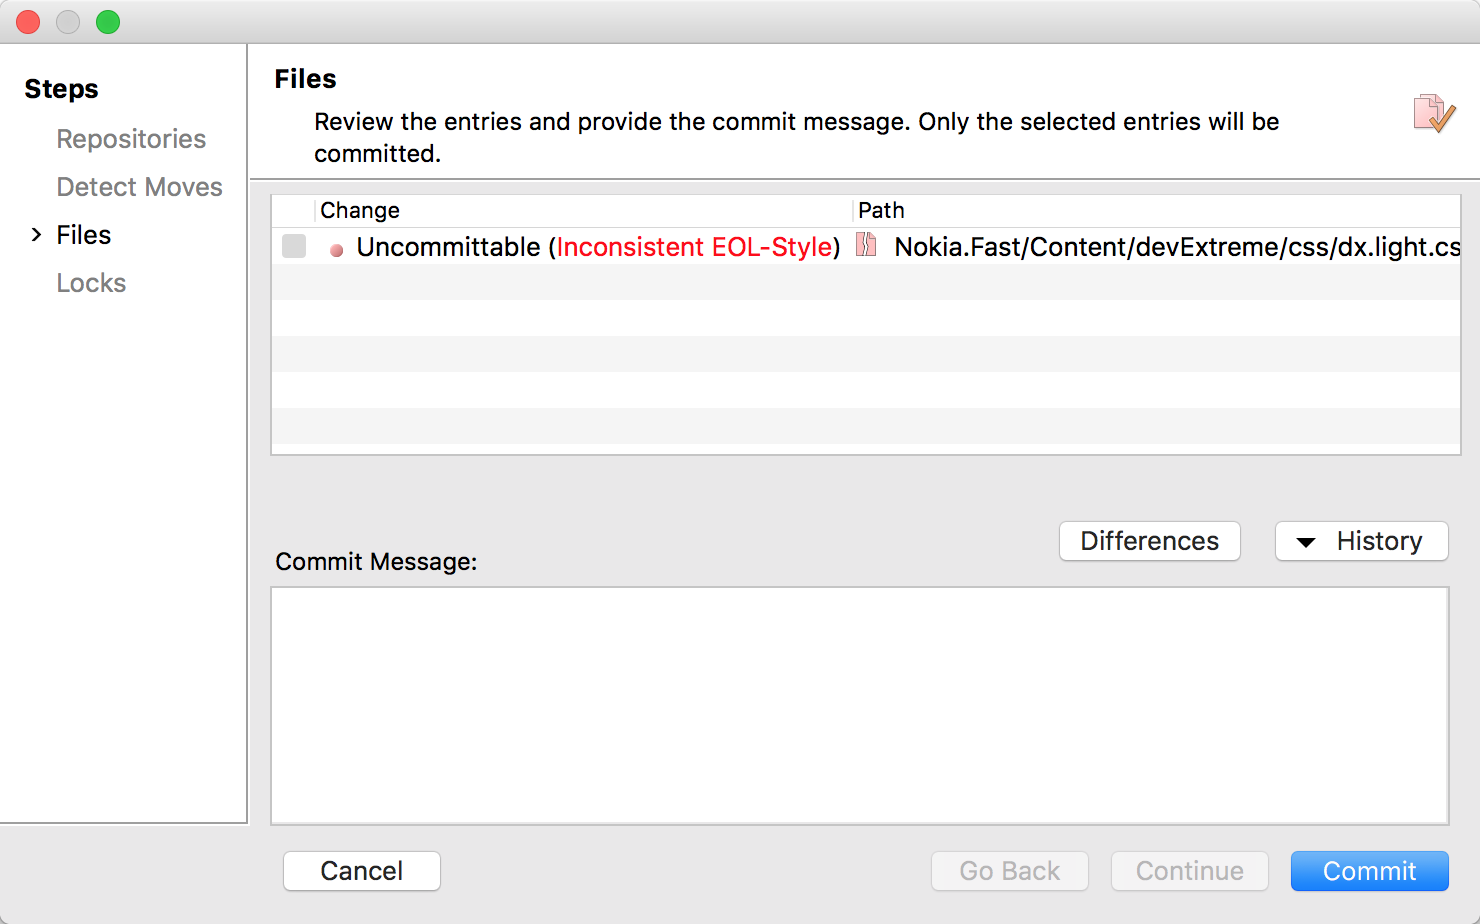 Steps
Repositories
Detect Moves
Files
Locks
Files
Review the entries and provide the commit message. Only the selected entries will be
committed.
Change Path
Uncommittable (Inconsistent EOL-Style) Nokia.Fast/Content/devExtreme/css/dx.light.cs
Differences
History
Commit Message:
Cancel
Go Back
Continue
Commit